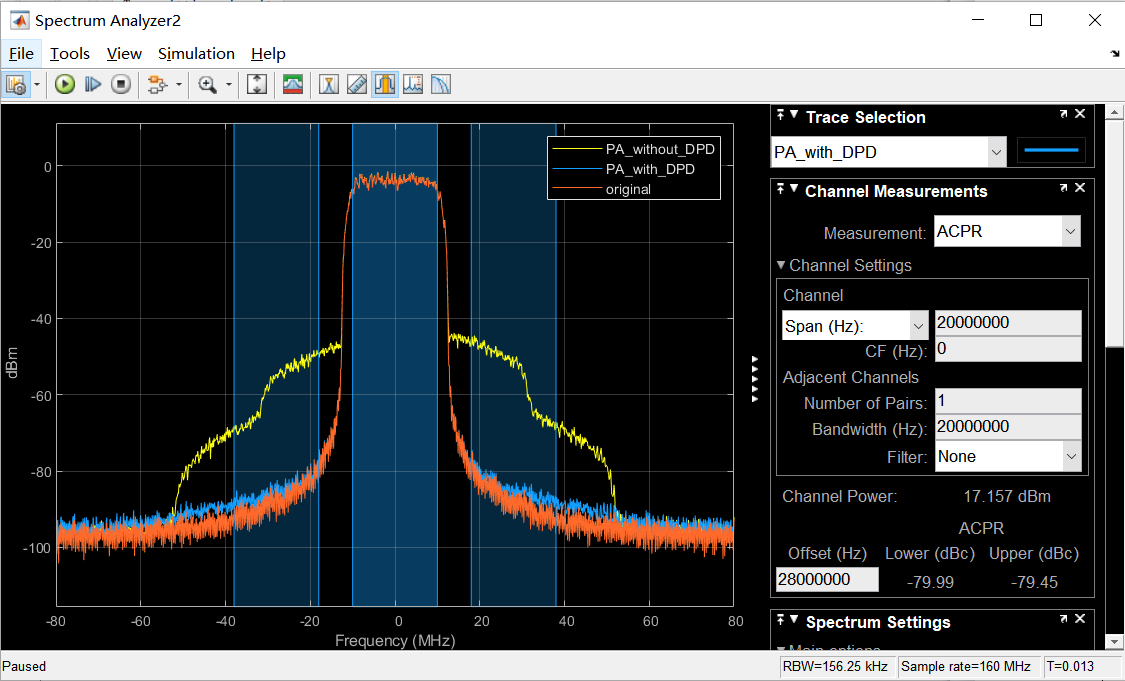 Spectrum Analyzer2
File Tools View Simulation Help
PA_without_DPD
PA_with_DPD
original
0
-20
-40
-60
-80
-100
dBm
-80 -60 -40 -20 0 20 40 60 80
Frequency (MHz)
Trace Selection
PA_with_DPD
Channel Measurements
Measurement: ACPR
Channel Settings
Channel
Span (Hz): 20000000
CF (Hz): 0
Adjacent Channels
Number of Pairs: 1
Bandwidth (Hz): 20000000
Filter: None
Channel Power: 17.157 dBm
ACPR
Offset (Hz) Lower (dBc) Upper (dBc)
28000000 -79.99 -79.45
Spectrum Settings
Main options
Paused RBW=156.25 kHz Sample rate=160 MHz T=0.013